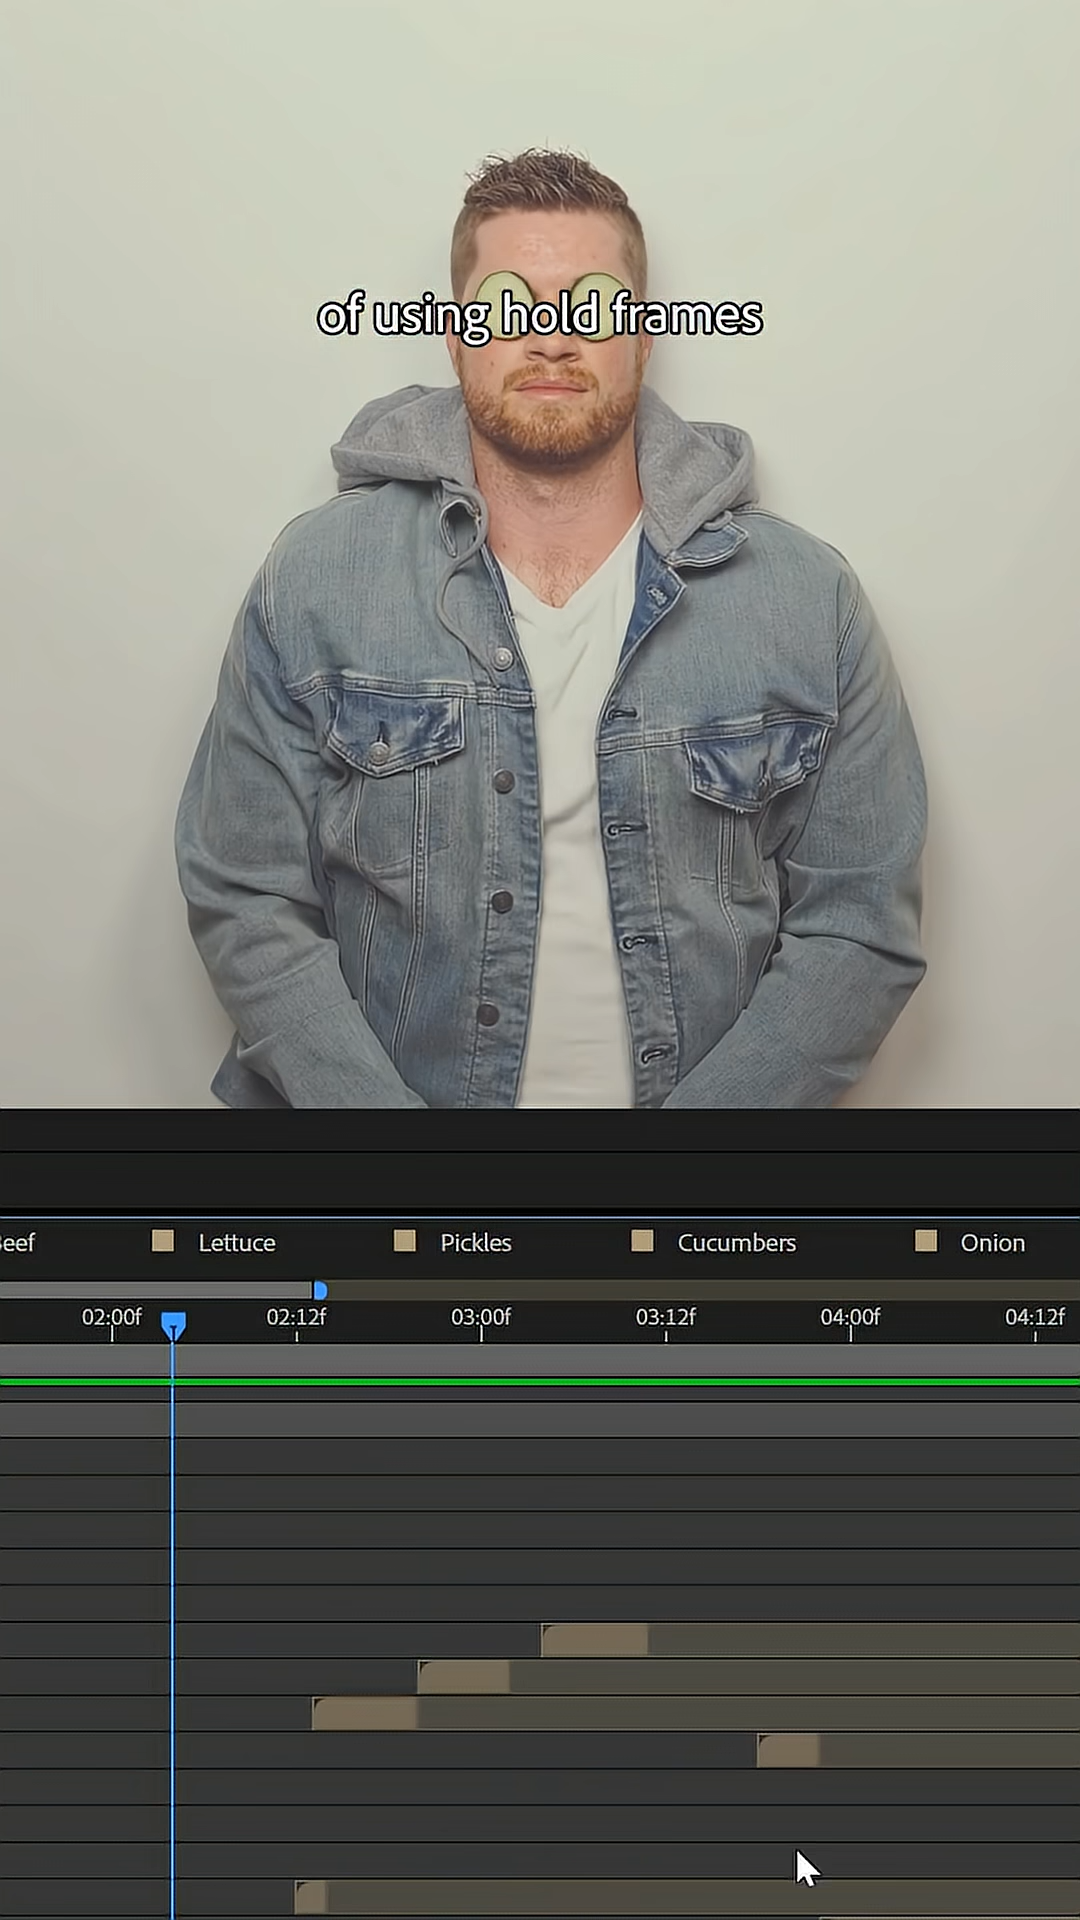 of using hold frames
Beef Lettuce Pickles Cucumbers Onion
02:00f 02:12f 03:00f 03:12f 04:00f 04:12f